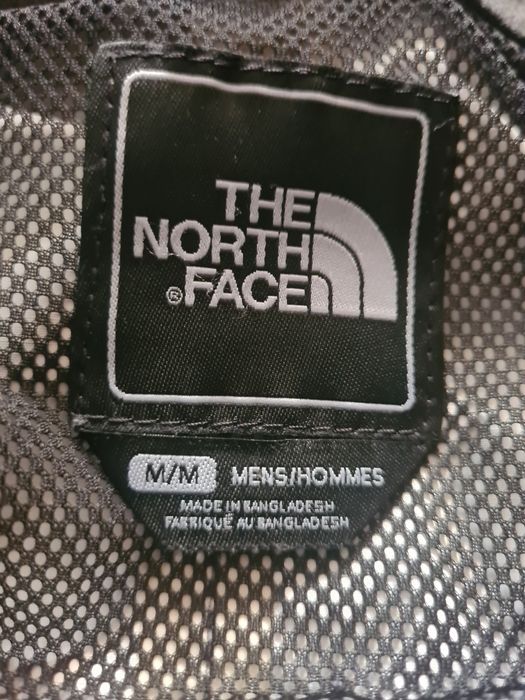 THE
NORTH
®FACE
M/M MENS/HOMMES
MADE IN BANGLADESH
FABRIQUÉ AU BANGLADESH